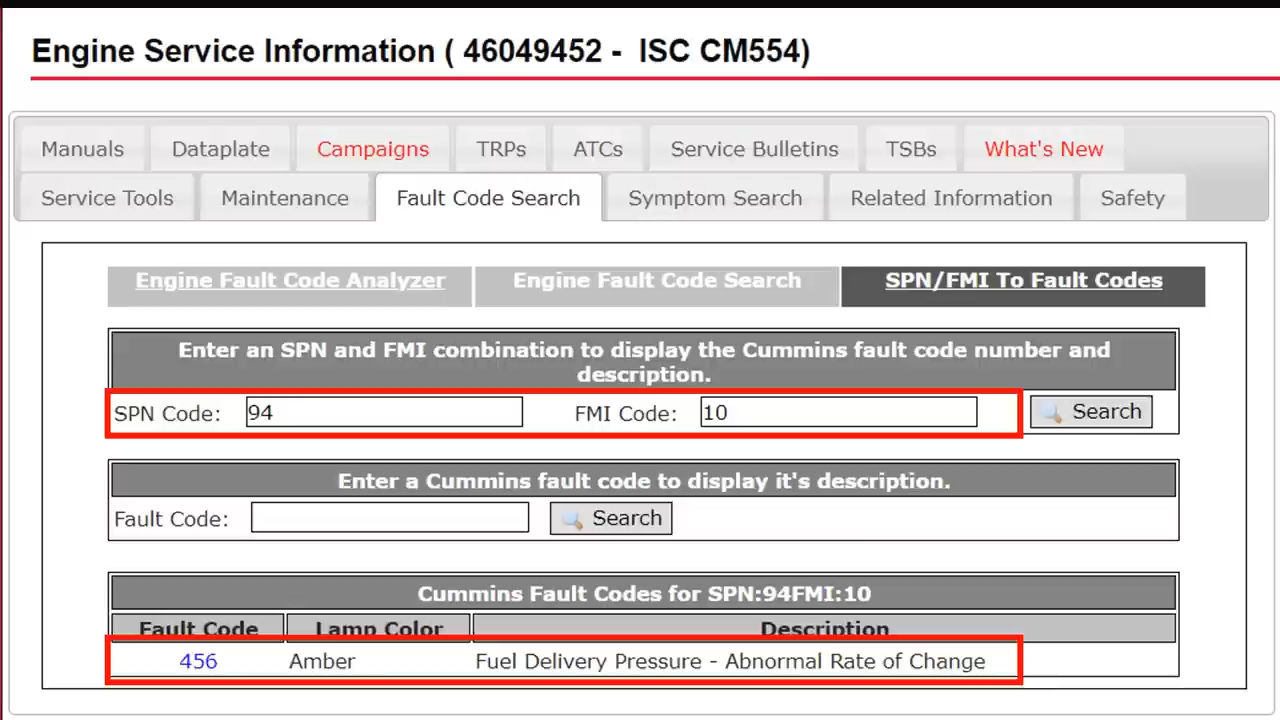 Engine Service Information ( 46049452 - ISC CM554)
Manuals Dataplate Campaigns TRPs ATCs Service Bulletins TSBs What's New
Service Tools Maintenance Fault Code Search Symptom Search Related Information Safety
Engine Fault Code Analyzer Engine Fault Code Search SPN/FMI To Fault Codes
Enter an SPN and FMI combination to display the Cummins fault code number and
description.
SPN Code: 94 FMI Code: 10 Search
Enter a Cummins fault code to display it's description.
Fault Code: Search
Cummins Fault Codes for SPN:94FMI:10
Fault Code Lamp Color Description
456 Amber Fuel Delivery Pressure - Abnormal Rate of Change